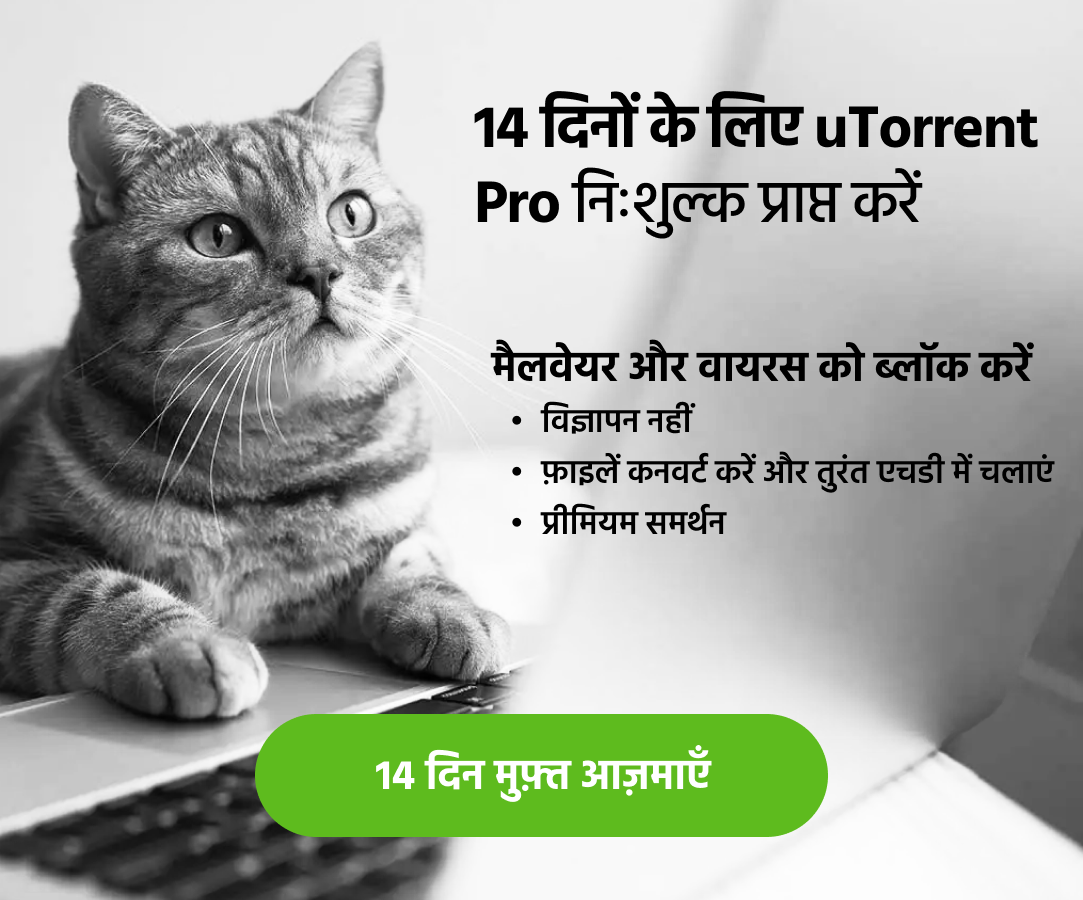 14 दिनों के लिए uTorrent
Pro निःशुल्क प्राप्त करें
मैलवेयर और वायरस को ब्लॉक करें
• विज्ञापन नहीं
• फ़ाइलें कनवर्ट करें और तुरंत एचडी में चलाएं
• प्रीमियम समर्थन
14 दिन मुफ़्त आज़माएँ